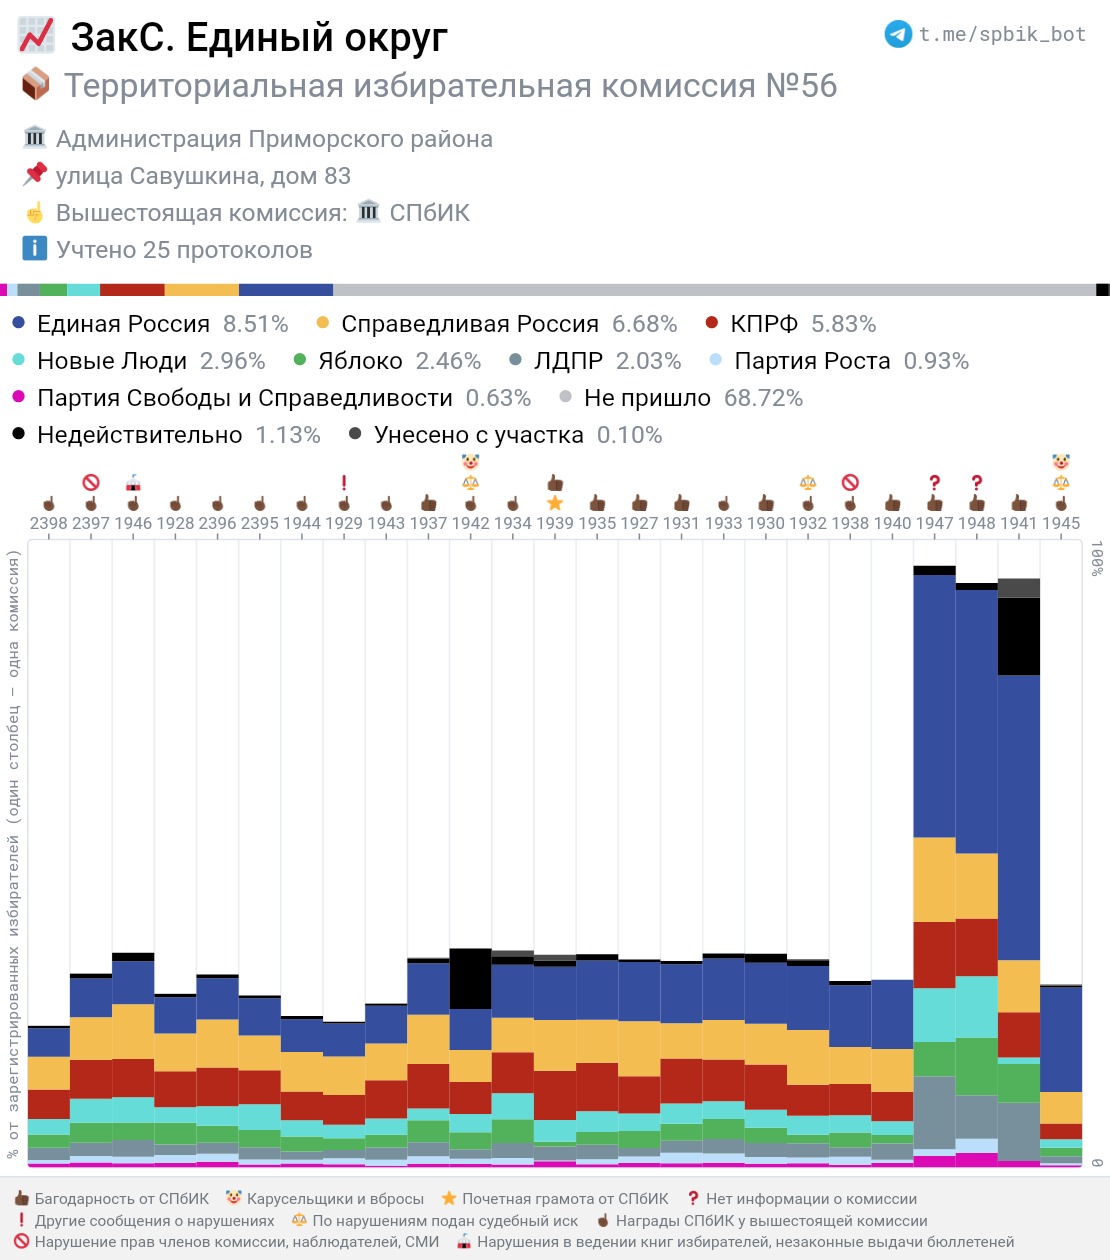 ЗакС. Единый округ
t.me/spbik_bot
Территориальная избирательная комиссия №56
Администрация Приморского района
улица Савушкина, дом 83
Вышестоящая комиссия: СПбИК
Учтено 25 протоколов
Единая Россия 8.51% Справедливая Россия 6.68% КПРФ 5.83%
Новые Люди 2.96% Яблоко 2.46% ЛДПР 2.03% Партия Роста 0.93%
Партия Свободы и Справедливости 0.63% Не пришло 68.72%
Недействительно 1.13% Унесено с участка 0.10%
2398 2397 1946 1928 2396 2395 1944 1929 1943 1937 1942 1934 1939 1935 1927 1931 1933 1930 1932 1938 1940 1947 1948 1941 1945
% от зарегистрированных избирателей (один столбец – одна комиссия)
100%
0
Багодарность от СПбИК Карусельщики и вбросы Почетная грамота от СПбИК Нет информации о комиссии
Другие сообщения о нарушениях По нарушениям подан судебный иск Награды СПбИК у вышестоящей комиссии
Нарушение прав членов комиссии, наблюдателей, СМИ Нарушения в ведении книг избирателей, незаконные выдачи бюллетеней